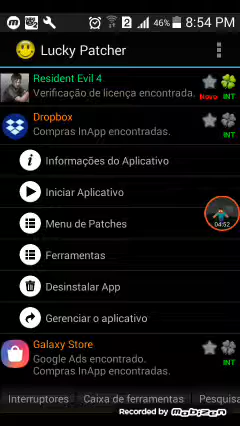 46% 8:54 PM
Lucky Patcher
Resident Evil 4
Verificação de licença encontrada.
Novo INT
Dropbox
Compras InApp encontradas.
INT
Informações do Aplicativo
Iniciar Aplicativo
04:52
Menu de Patches
Ferramentas
Desinstalar App
Gerenciar o aplicativo
Galaxy Store
Google Ads encontrado.
Compras InApp encontradas.
INT
Interruptores Caixa de ferramentas Pesquisa
Recorded by Mobizen